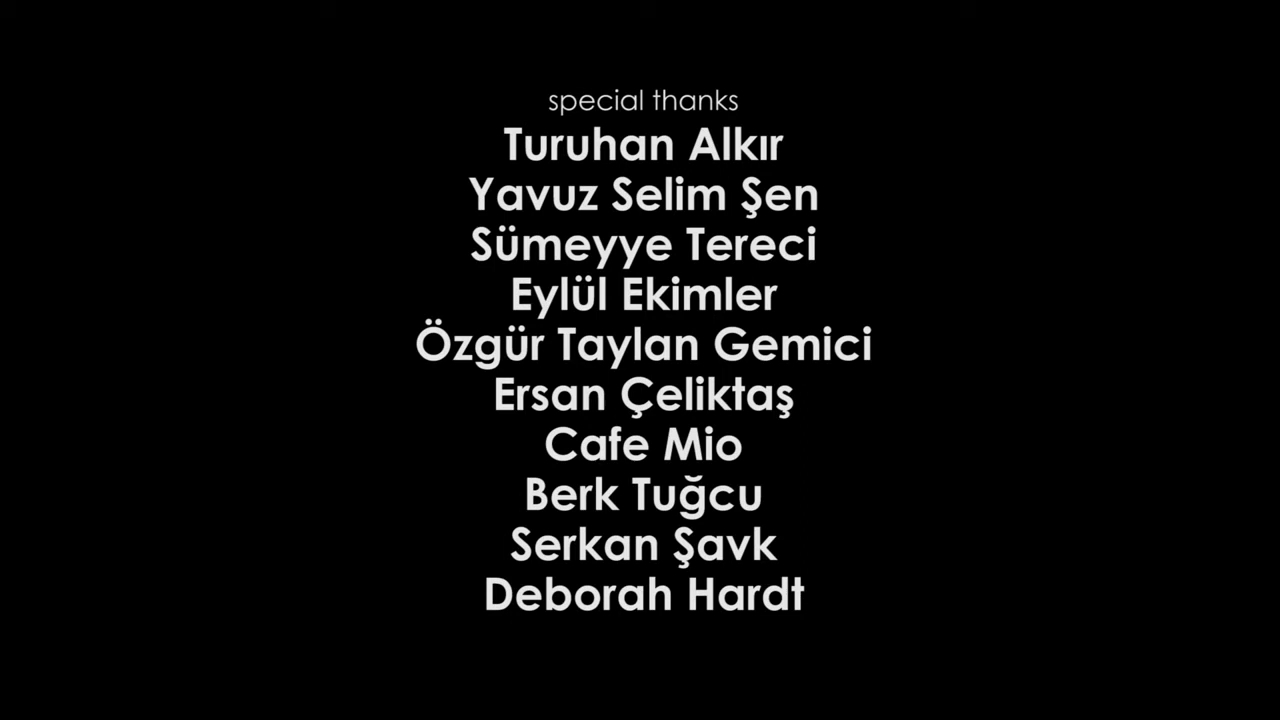 special thanks
Turuhan Alkır
Yavuz Selim Şen
Sümeyye Tereci
Eylül Ekimler
Özgür Taylan Gemici
Ersan Çeliktaş
Cafe Mio
Berk Tuğcu
Serkan Şavk
Deborah Hardt